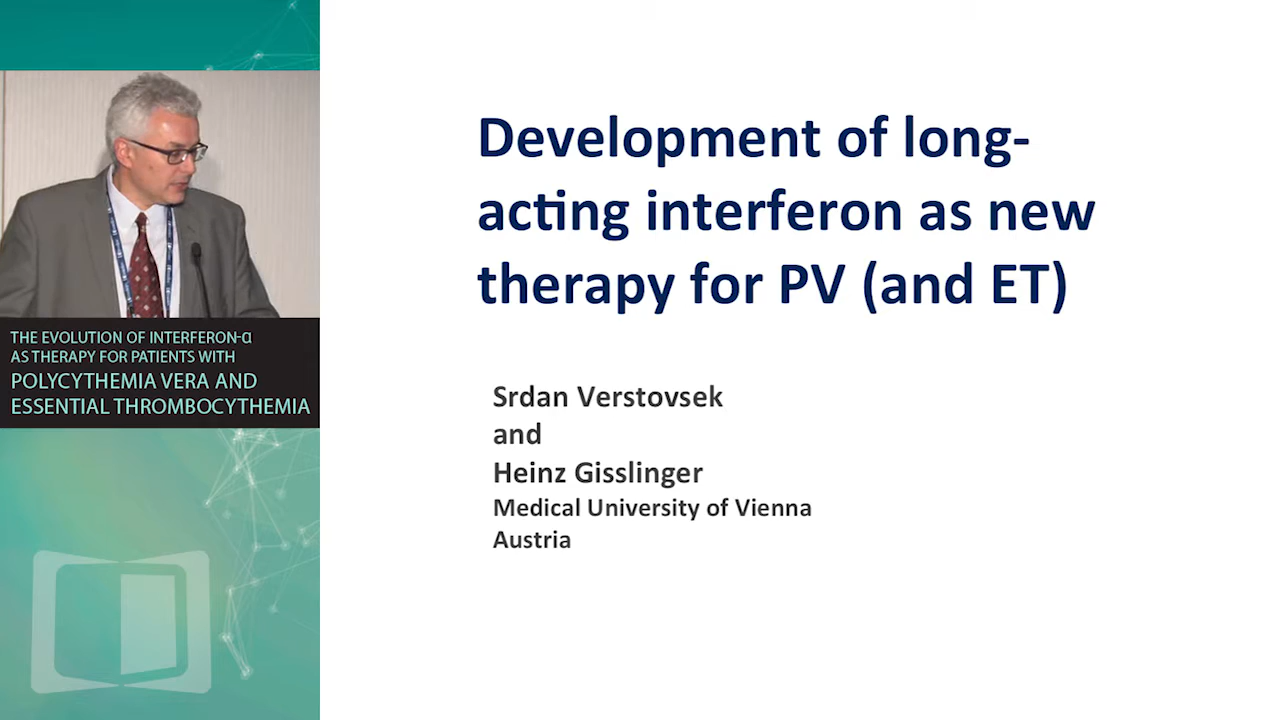 THE EVOLUTION OF INTERFERON-α
AS THERAPY FOR PATIENTS WITH
POLYCYTHEMIA VERA AND
ESSENTIAL THROMBOCYTHEMIA
Development of long-
acting interferon as new
therapy for PV (and ET)
Srdan Verstovsek
and
Heinz Gisslinger
Medical University of Vienna
Austria